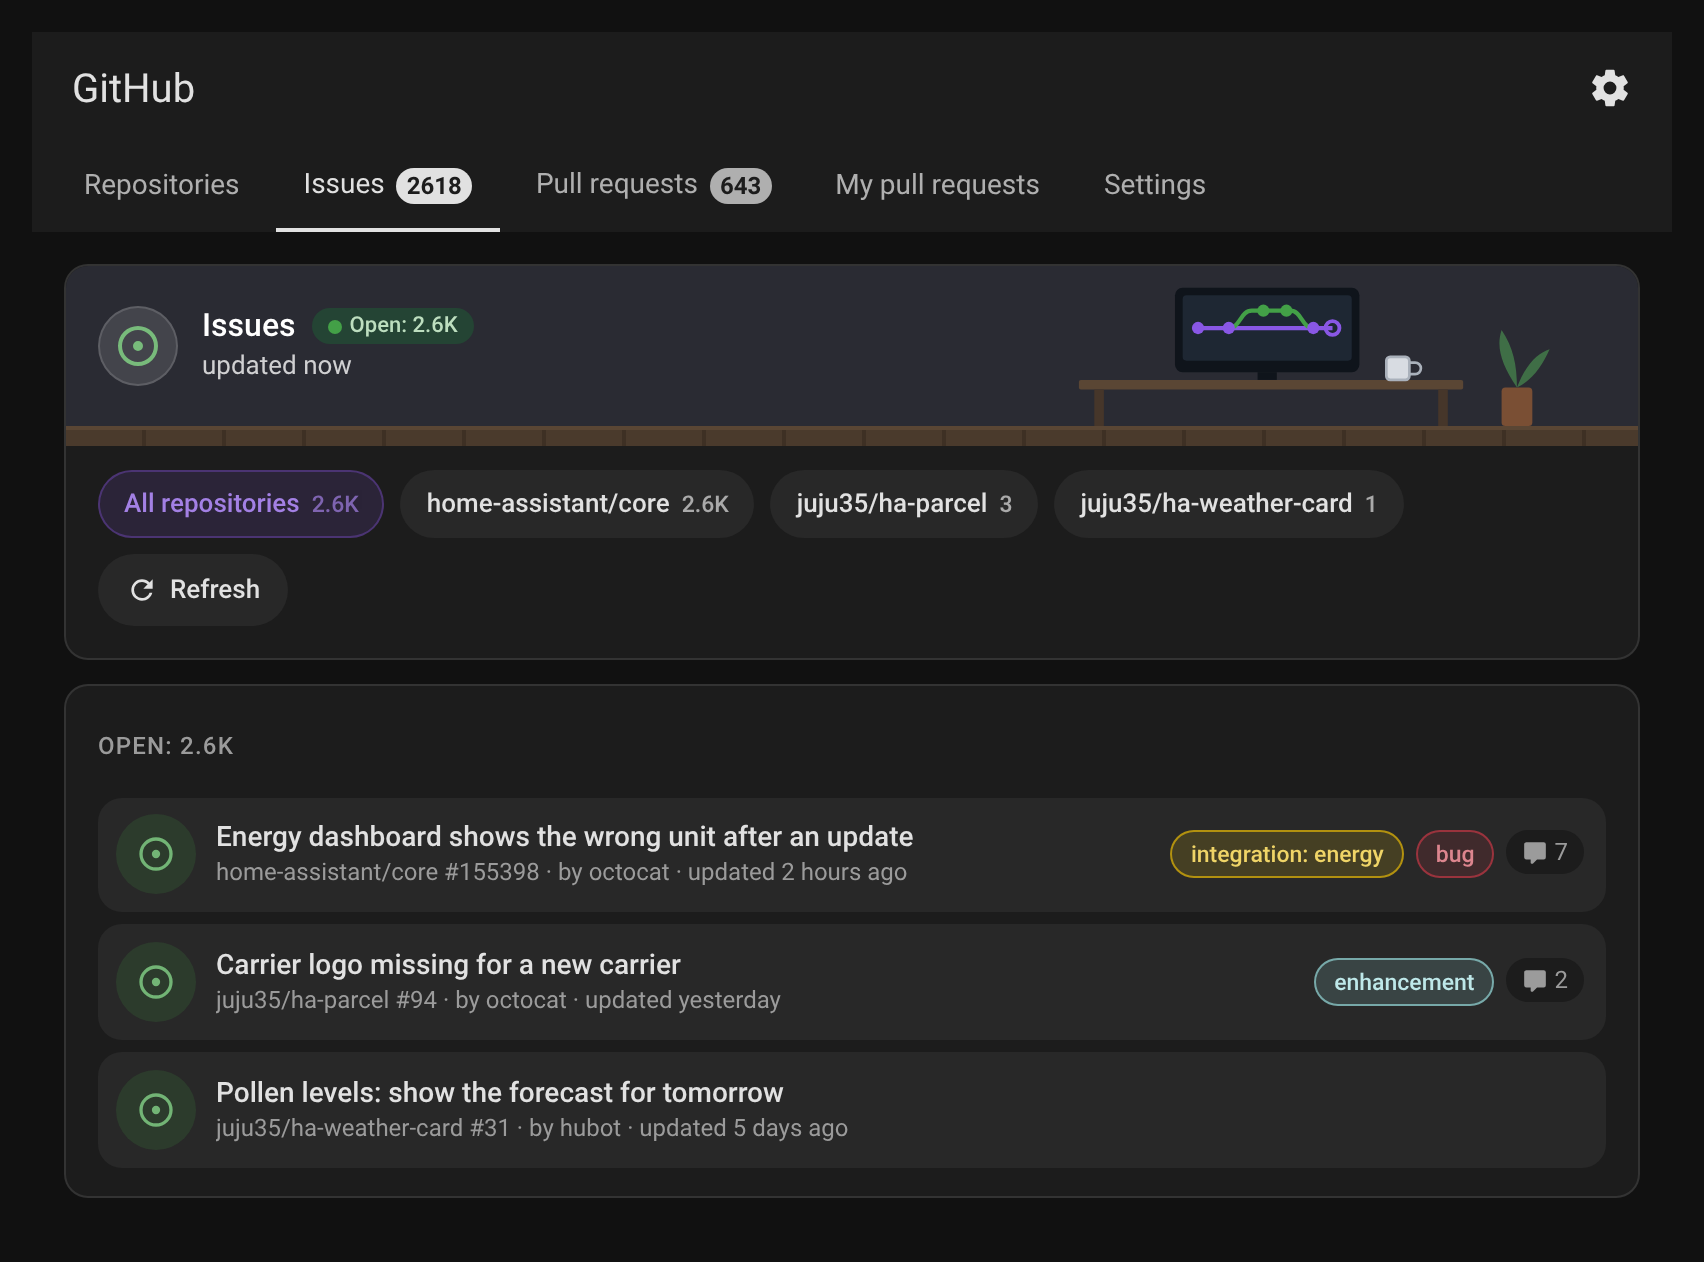 GitHub
Repositories Issues 2618 Pull requests 643 My pull requests Settings
Issues Open: 2.6K
updated now
All repositories 2.6K home-assistant/core 2.6K juju35/ha-parcel 3 juju35/ha-weather-card 1
Refresh
OPEN: 2.6K
Energy dashboard shows the wrong unit after an update
home-assistant/core #155398 · by octocat · updated 2 hours ago
integration: energy bug 7
Carrier logo missing for a new carrier
juju35/ha-parcel #94 · by octocat · updated yesterday
enhancement 2
Pollen levels: show the forecast for tomorrow
juju35/ha-weather-card #31 · by hubot · updated 5 days ago